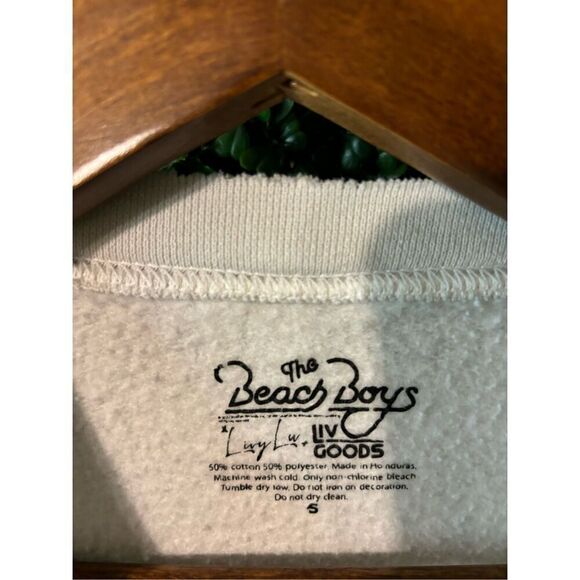 The
Beach Boys
Livy Lu + LIV
GOODS
50% cotton 50% polyester Made in Honduras.
Machine wash cold. Only non-chlorine bleach
Tumble dry low. Do not iron on decoration.
Do not dry clean.
S